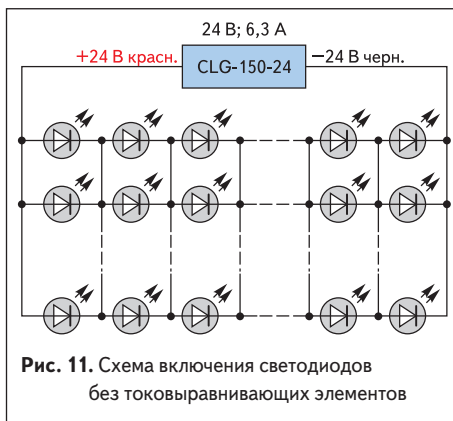 24 В; 6,3 А
+24 В красн.
CLG-150-24
−24 В черн.
Рис. 11. Схема включения светодиодов
без токовыравнивающих элементов